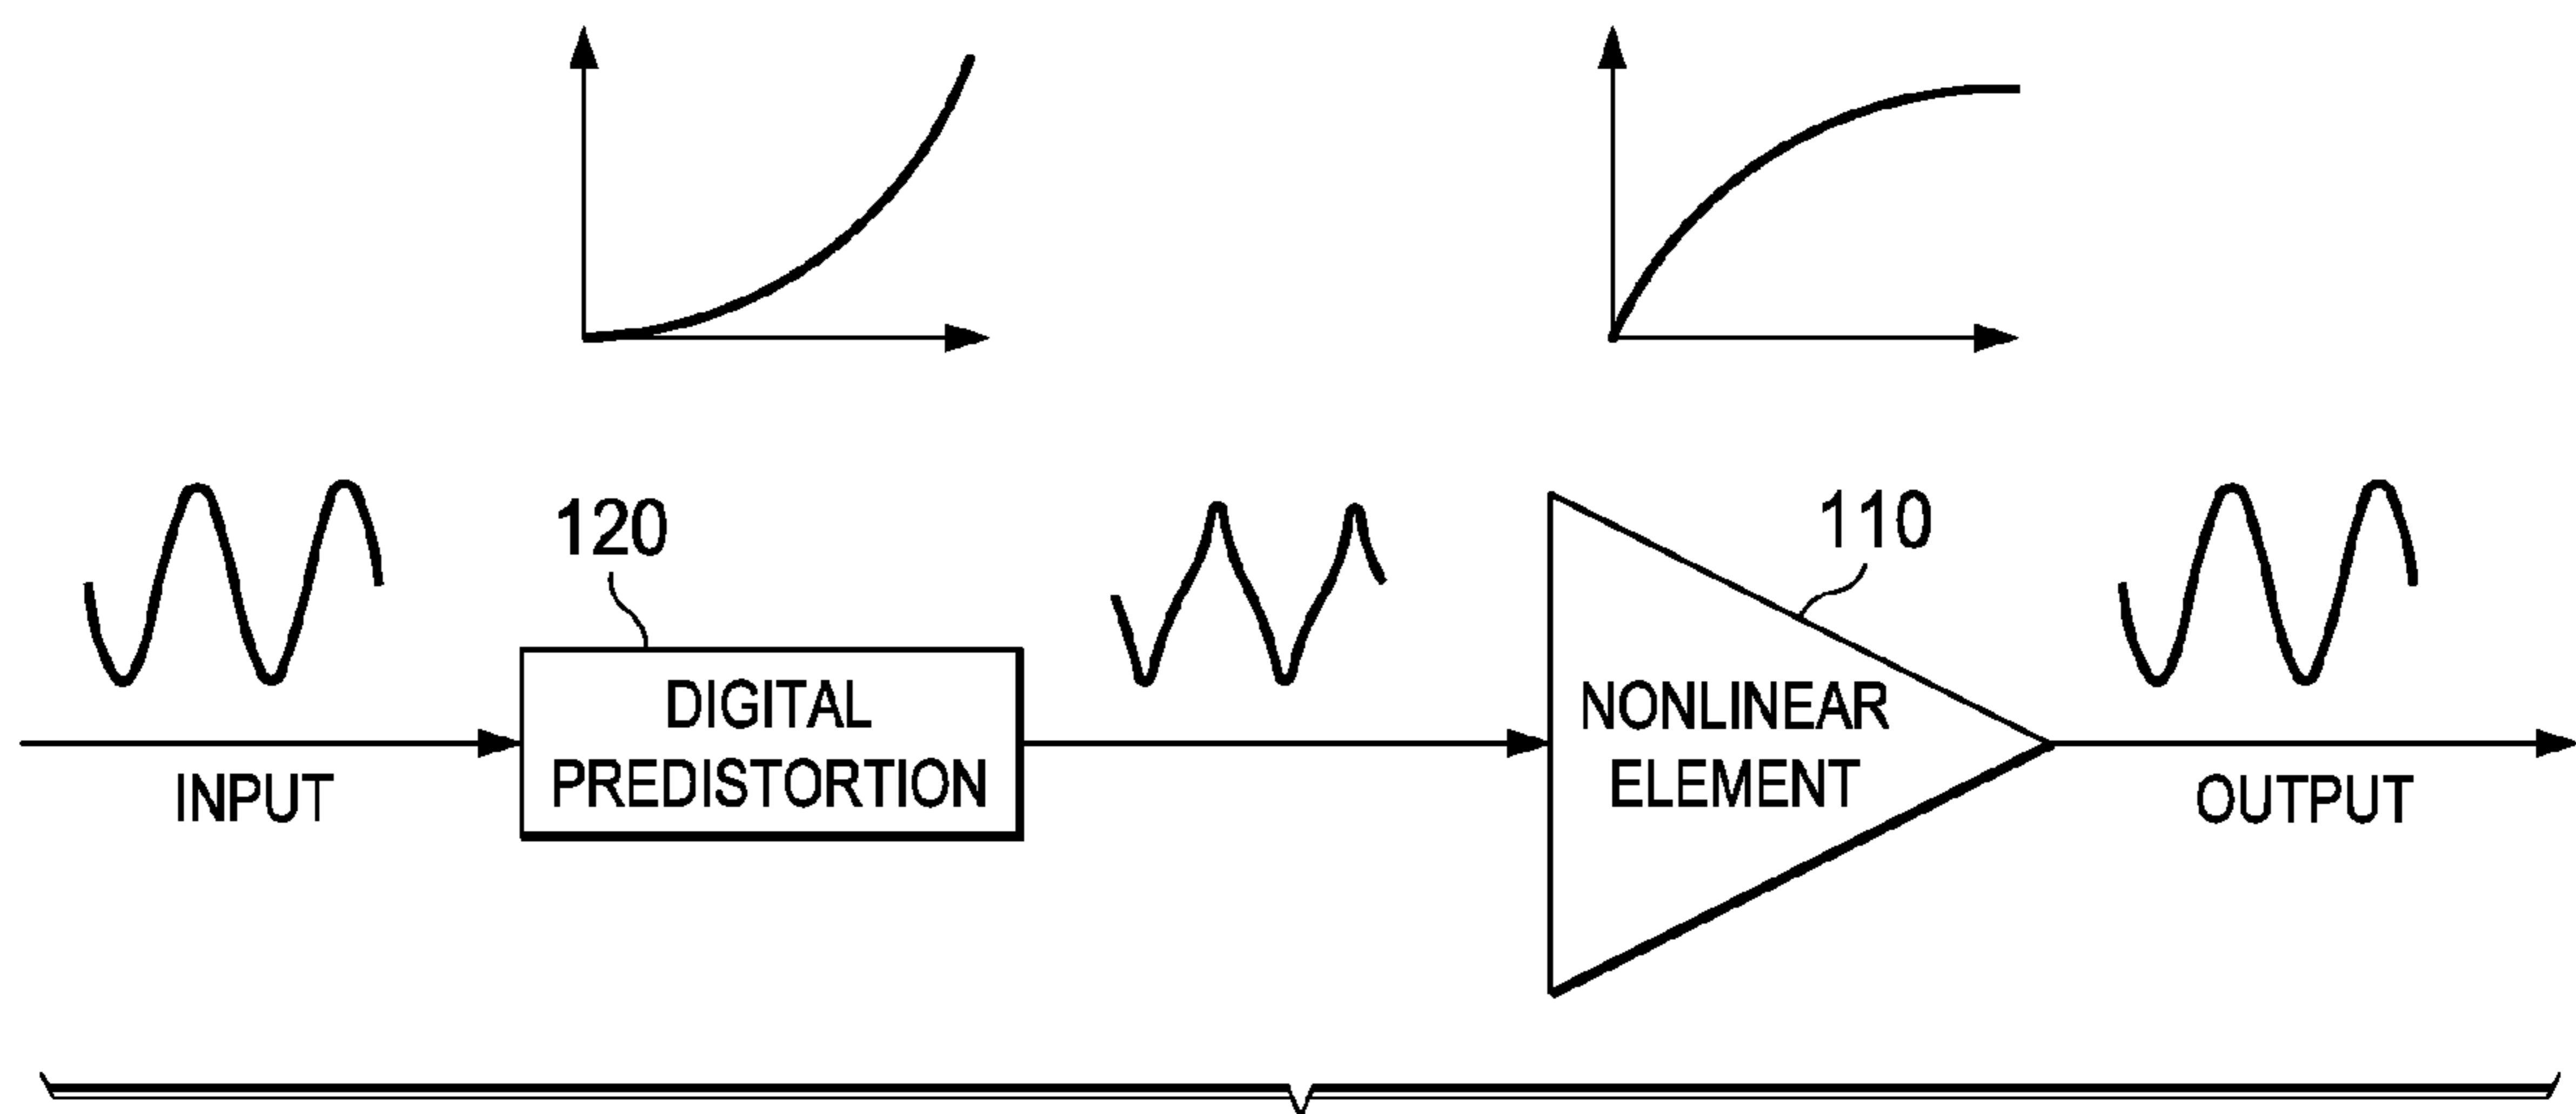 120
110
DIGITAL
PREDISTORTION
NONLINEAR
ELEMENT
INPUT
OUTPUT